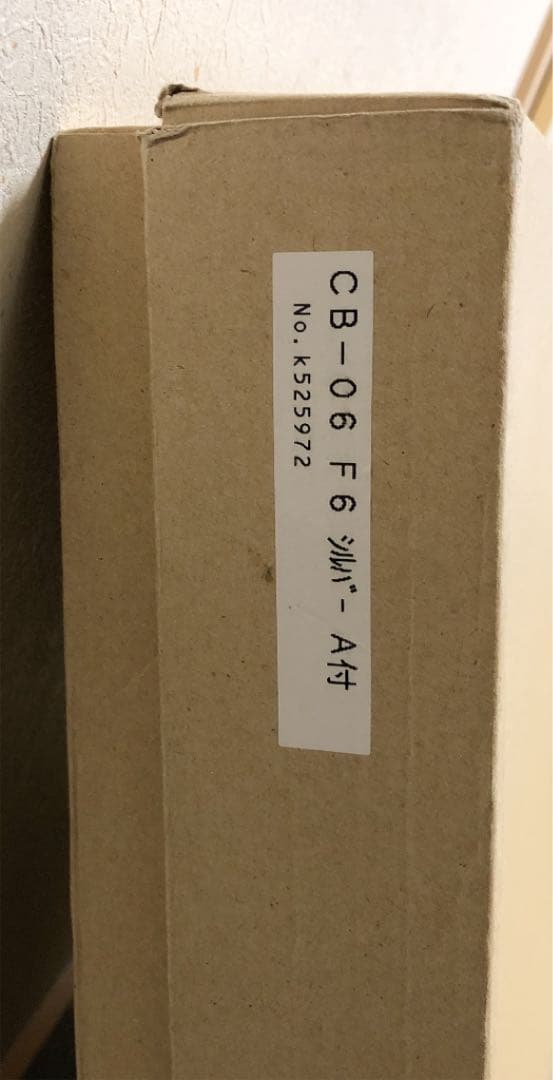 CB-06 F6 ｼﾙﾊﾞｰ A付
No.k525972